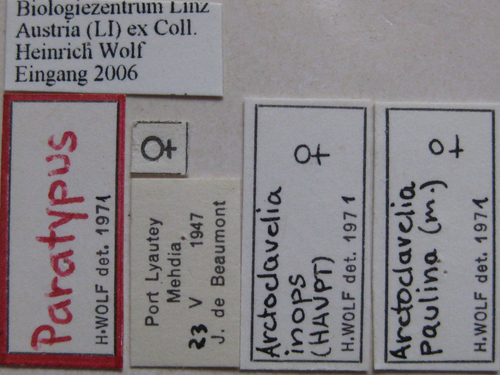 Biologiezentrum Linz
Austria (LI) ex Coll.
Heinrich Wolf
Eingang 2006
Paratypus
H.WOLF det. 1971
♀
Port Lyautey
Mehdia,
23 V 1947
J. de Beaumont
Arctoclavelia ♀
inops
(HAUPT)
H.WOLF det. 1971
Arctoclavelia ♀
paulina (m.)
H.WOLF det. 1971